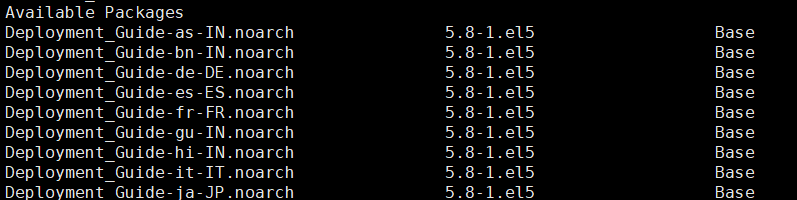 Available Packages
Deployment_Guide-as-IN.noarch 5.8-1.el5 Base
Deployment_Guide-bn-IN.noarch 5.8-1.el5 Base
Deployment_Guide-de-DE.noarch 5.8-1.el5 Base
Deployment_Guide-es-ES.noarch 5.8-1.el5 Base
Deployment_Guide-fr-FR.noarch 5.8-1.el5 Base
Deployment_Guide-gu-IN.noarch 5.8-1.el5 Base
Deployment_Guide-hi-IN.noarch 5.8-1.el5 Base
Deployment_Guide-it-IT.noarch 5.8-1.el5 Base
Deployment_Guide-ja-JP.noarch 5.8-1.el5 Base